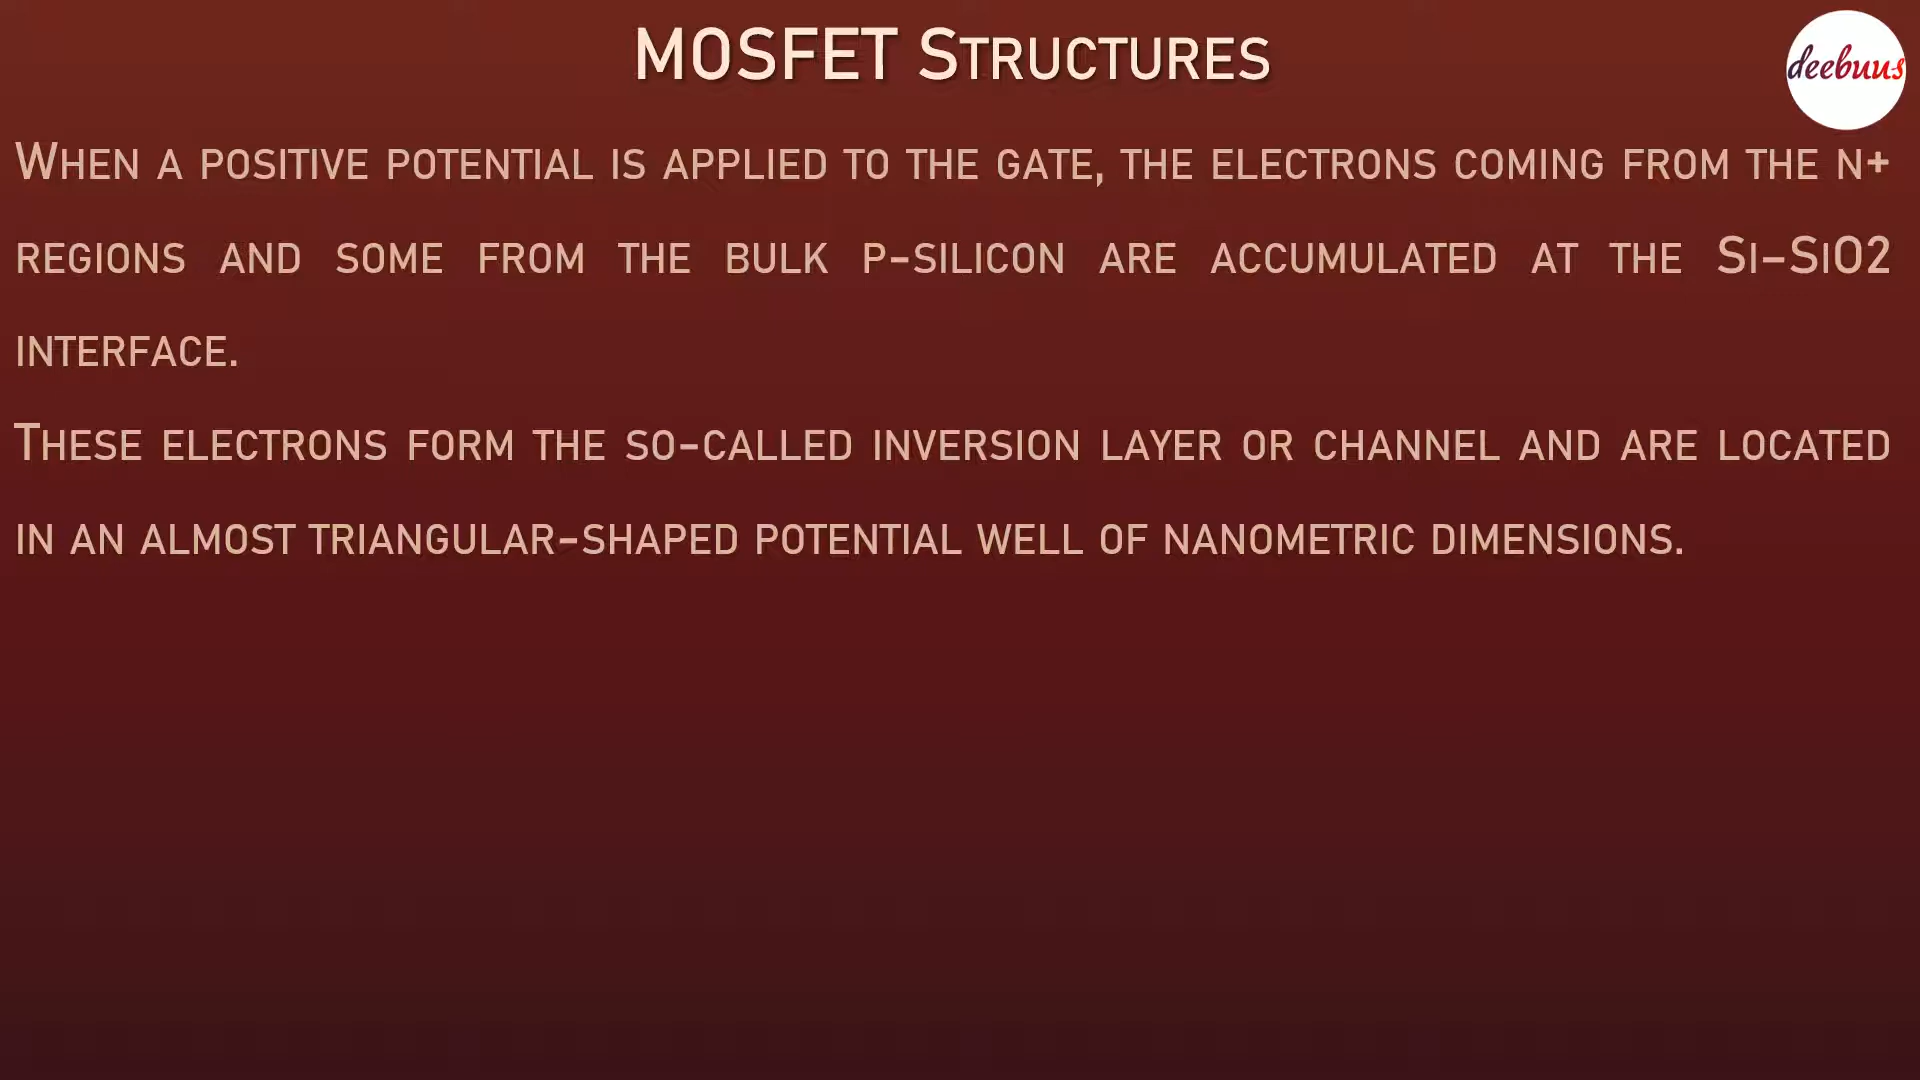 MOSFET Structures
deebuus
When a positive potential is applied to the gate, the electrons coming from the n+
regions and some from the bulk p-silicon are accumulated at the Si–SiO2
interface.
These electrons form the so-called inversion layer or channel and are located
in an almost triangular-shaped potential well of nanometric dimensions.